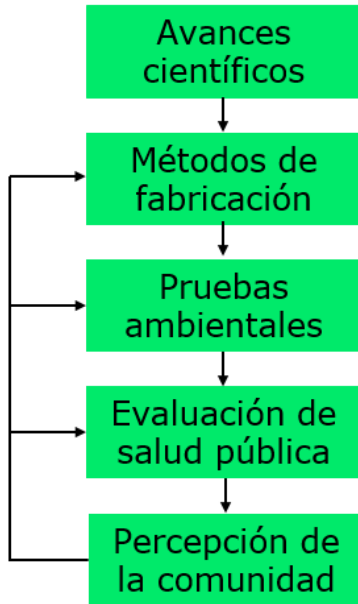 Avances
científicos
Métodos de
fabricación
Pruebas
ambientales
Evaluación de
salud pública
Percepción de
la comunidad